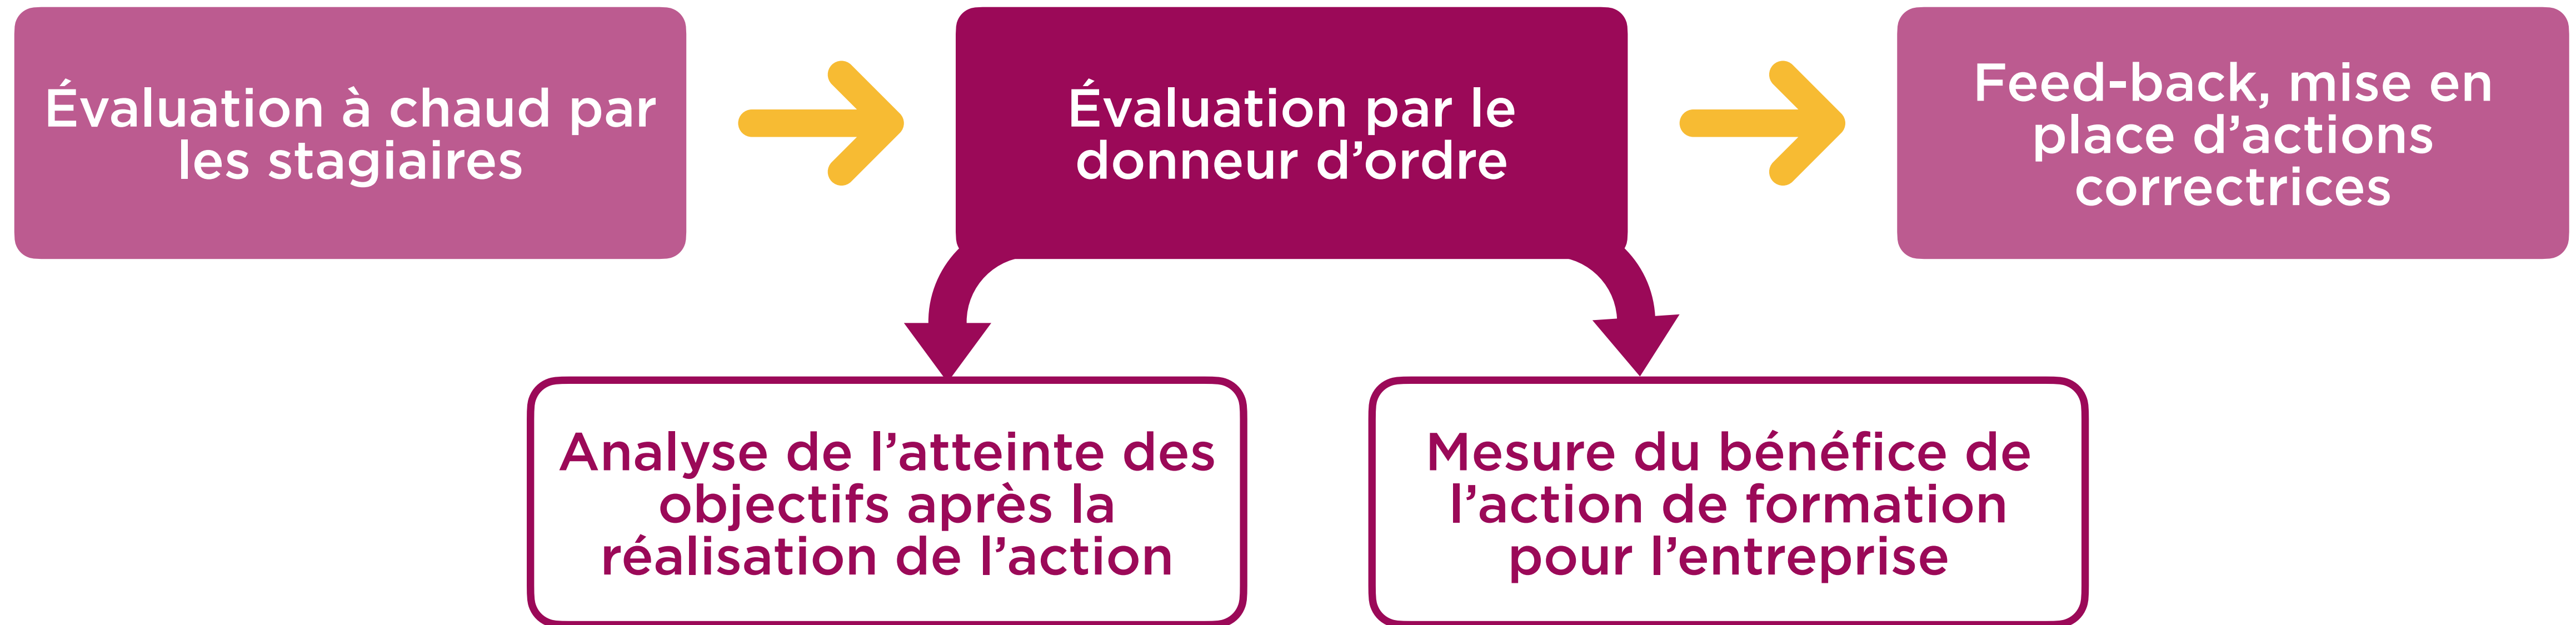 Évaluation à chaud par
les stagiaires
Évaluation par le
donneur d’ordre
Feed-back, mise en
place d’actions
correctrices
Analyse de l’atteinte des
objectifs après la
réalisation de l’action
Mesure du bénéfice de
l’action de formation
pour l’entreprise